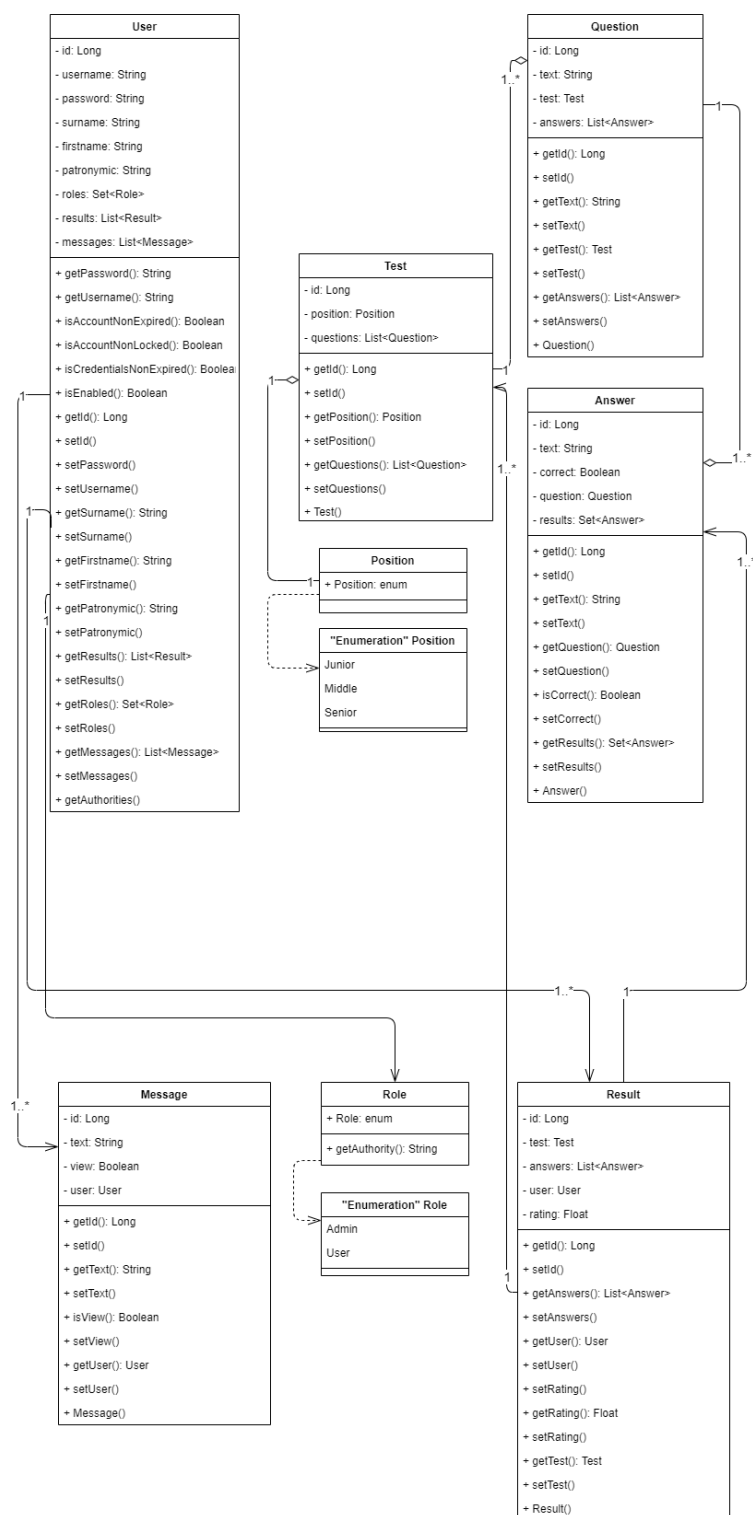 User
- id: Long
- username: String
- password: String
- surname: String
- firstname: String
- patronymic: String
- roles: Set<Role>
- results: List<Result>
- messages: List<Message>
+ getPassword(): String
+ getUsername(): String
+ isAccountNonExpired(): Boolean
+ isAccountNonLocked(): Boolean
+ isCredentialsNonExpired(): Boolea
+ isEnabled(): Boolean
+ getId(): Long
+ setId()
+ setPassword()
+ setUsername()
+ getSurname(): String
+ setSurname()
+ getFirstname(): String
+ setFirstname()
+ getPatronymic(): String
+ setPatronymic()
+ getResults(): List<Result>
+ setResults()
+ getRoles(): Set<Role>
+ setRoles()
+ getMessages(): List<Message>
+ setMessages()
+ getAuthorities()
1
1
1
Test
- id: Long
- position: Position
- questions: List<Question>
+ getId(): Long
+ setId()
+ getPosition(): Position
+ setPosition()
+ getQuestions(): List<Question>
+ setQuestions()
+ Test()
1
1
1..*
1..*
Position
+ Position: enum
1
"Enumeration" Position
Junior
Middle
Senior
Question
- id: Long
- text: String
- test: Test
- answers: List<Answer>
+ getId(): Long
+ setId()
+ getText(): String
+ setText()
+ getTest(): Test
+ setTest()
+ getAnswers(): List<Answer>
+ setAnswers()
+ Question()
1
Answer
- id: Long
- text: String
- correct: Boolean
- question: Question
- results: Set<Answer>
+ getId(): Long
+ setId()
+ getText(): String
+ setText()
+ getQuestion(): Question
+ setQuestion()
+ isCorrect(): Boolean
+ setCorrect()
+ getResults(): Set<Answer>
+ setResults()
+ Answer()
1..*
1..*
1..*
1
1..*
Message
- id: Long
- text: String
- view: Boolean
- user: User
+ getId(): Long
+ setId()
+ getText(): String
+ setText()
+ isView(): Boolean
+ setView()
+ getUser(): User
+ setUser()
+ Message()
Role
+ Role: enum
+ getAuthority(): String
"Enumeration" Role
Admin
User
1
Result
- id: Long
- test: Test
- answers: List<Answer>
- user: User
- rating: Float
+ getId(): Long
+ setId()
+ getAnswers(): List<Answer>
+ setAnswers()
+ getUser(): User
+ setUser()
+ setRating()
+ getRating(): Float
+ setRating()
+ getTest(): Test
+ setTest()
+ Result()